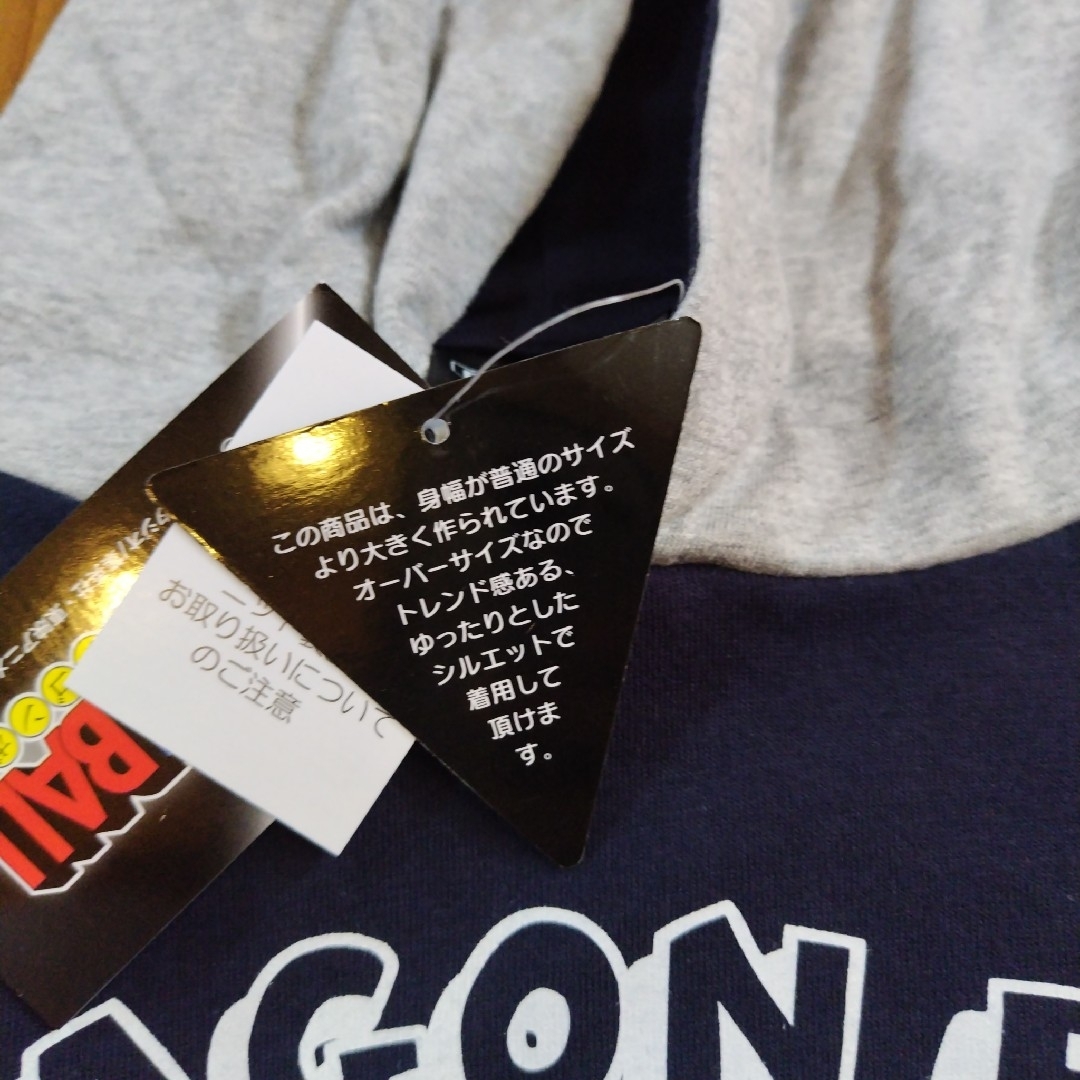 この商品は、身幅が普通のサイズ
より大きく作られています。
オーバーサイズなので
トレンド感ある、
ゆったりとした
シルエットで
着用して
頂けま
す。
お取り扱いについて
のご注意
BALL
AGON B